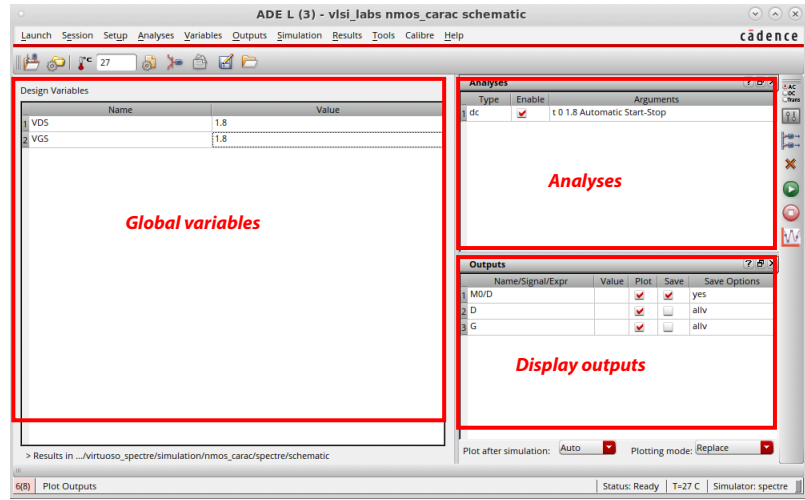 ADE L (3) - vlsi_labs nmos_carac schematic
Launch Session Setup Analyses Variables Outputs Simulation Results Tools Calibre Help
cādence
27
Design Variables
Name Value
1 VDS 1.8
2 VGS 1.8
Global variables
> Results in .../virtuoso_spectre/simulation/nmos_carac/spectre/schematic
Analyses
Type Enable Arguments
1 dc t 0 1.8 Automatic Start-Stop
Analyses
Outputs
Name/Signal/Expr Value Plot Save Save Options
1 M0/D yes
2 D allv
3 G allv
Display outputs
Plot after simulation: Auto Plotting mode: Replace
AC
DC
Trans
6(8) Plot Outputs Status: Ready T=27 C Simulator: spectre